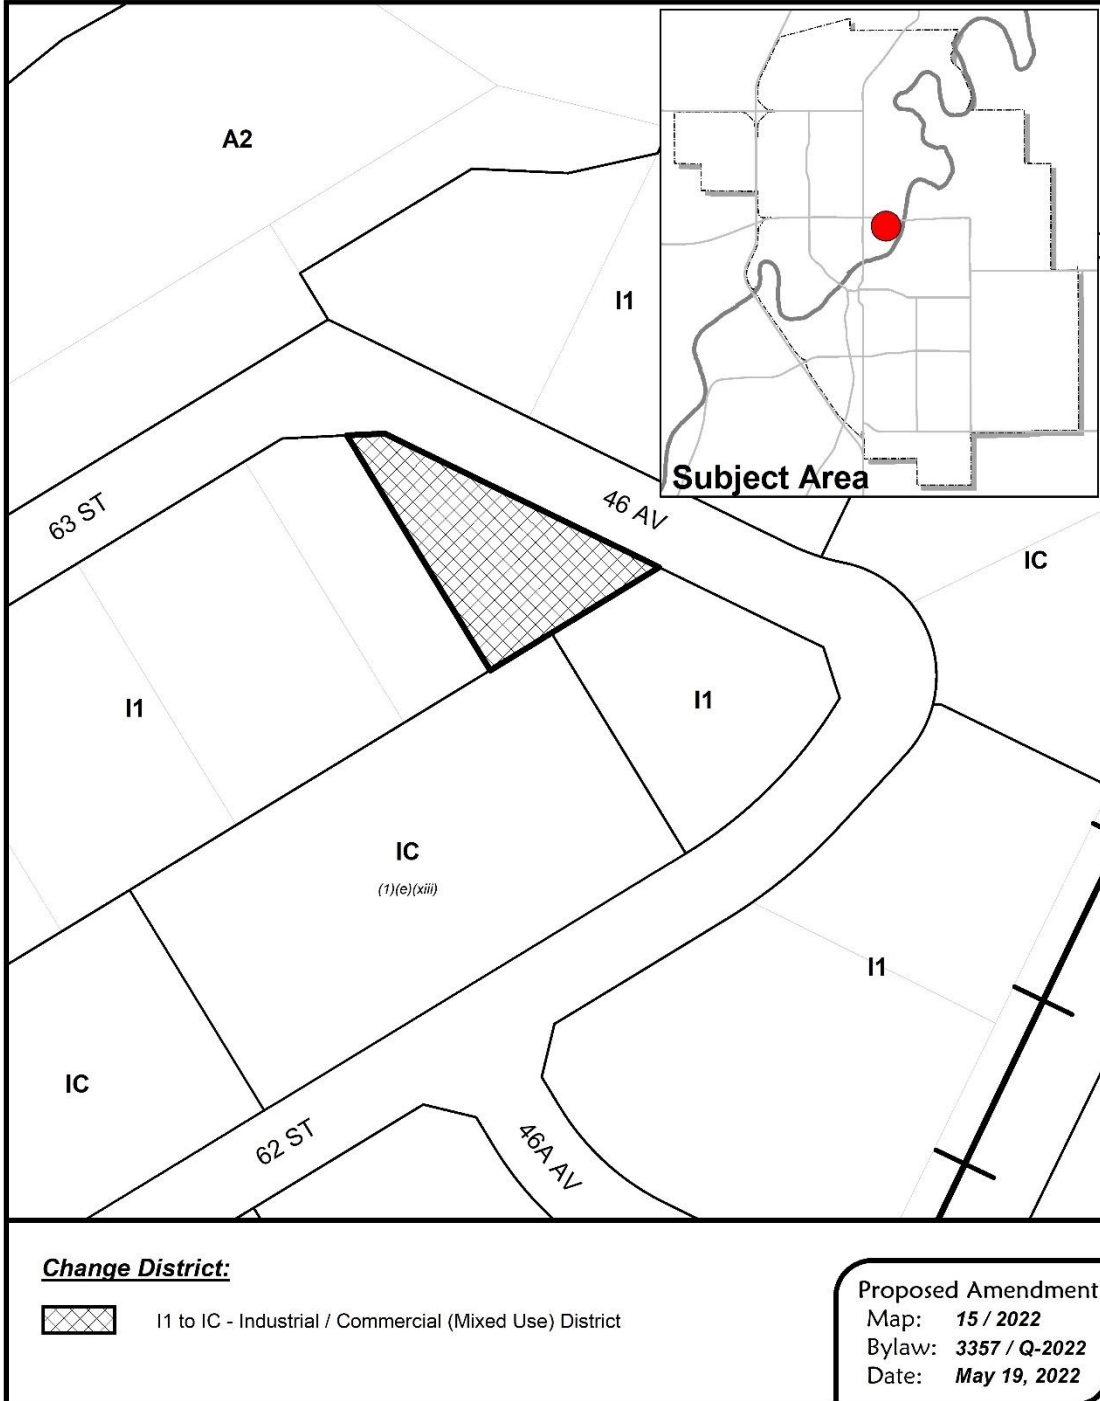 A2
I1
Subject Area
63 ST
46 AV
IC
I1
I1
IC
(1)(e)(xiii)
I1
IC
62 ST
46A AV
Change District:
I1 to IC - Industrial / Commercial (Mixed Use) District
Proposed Amendment
Map: 15 / 2022
Bylaw: 3357 / Q-2022
Date: May 19, 2022